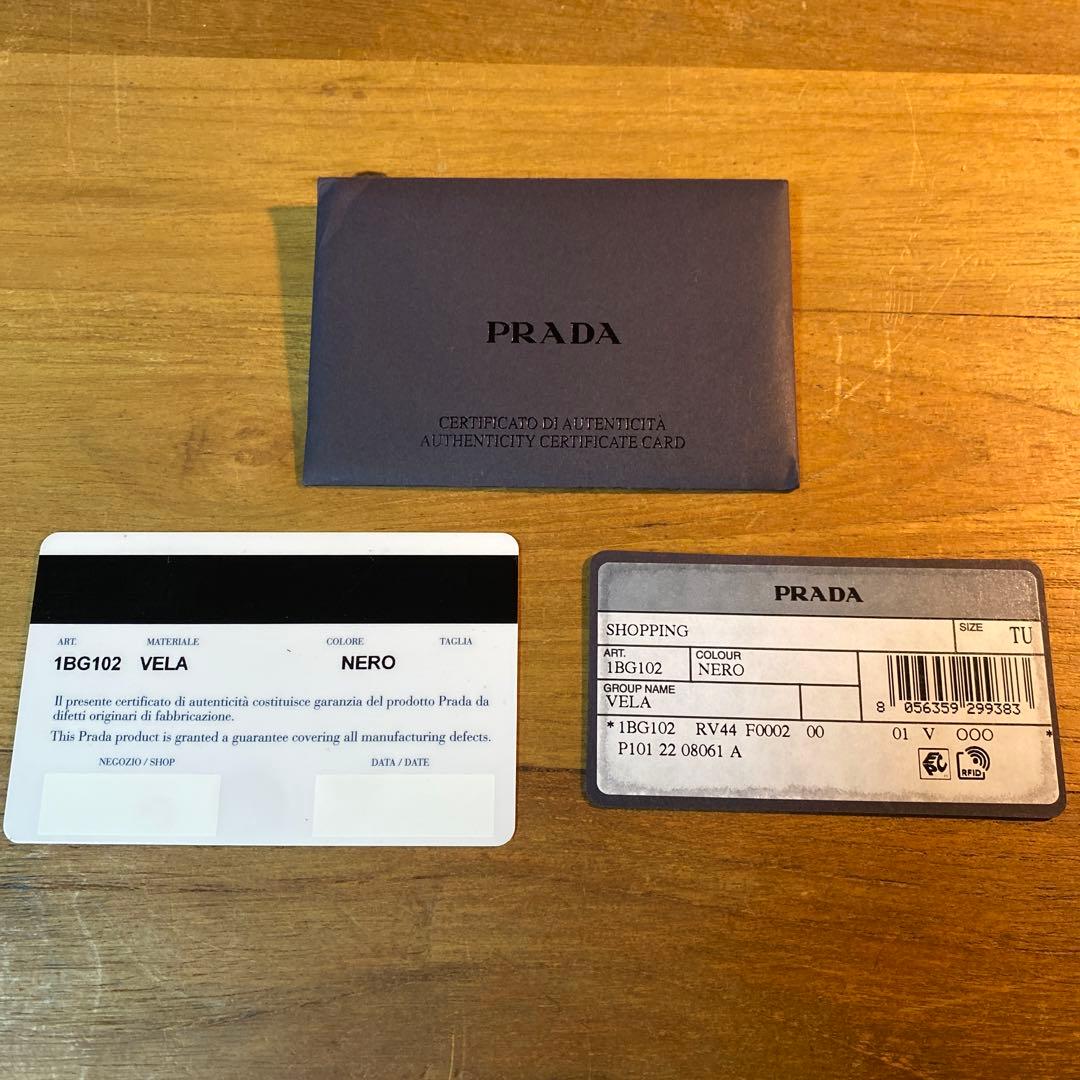 PRADA
CERTIFICATO DI AUTENTICITÀ
AUTHENTICITY CERTIFICATE CARD
ART. MATERIALE COLORE TAGLIA
1BG102 VELA NERO
Il presente certificato di autenticità costituisce garanzia del prodotto Prada da
difetti originari di fabbricazione.
This Prada product is granted a guarantee covering all manufacturing defects.
NEGOZIO / SHOP DATA / DATE
PRADA
SHOPPING SIZE TU
ART. COLOUR
1BG102 NERO
GROUP NAME
VELA
8 056359 299383
*1BG102 RV44 F0002 00 01 V OOO *
P101 22 08061 A
EPC RFID